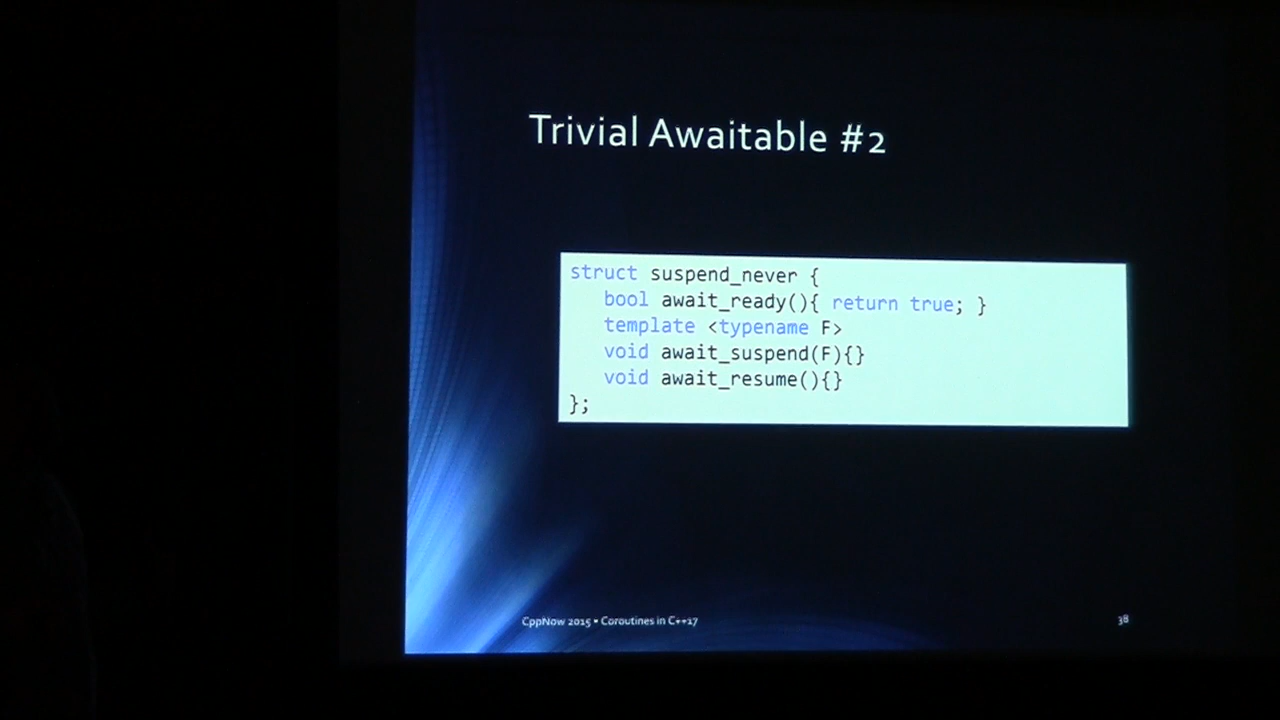 Trivial Awaitable #2
struct suspend_never {
bool await_ready(){ return true; }
template <typename F>
void await_suspend(F){}
void await_resume(){}
};
CppNow 2015 ▪ Coroutines in C++17
38